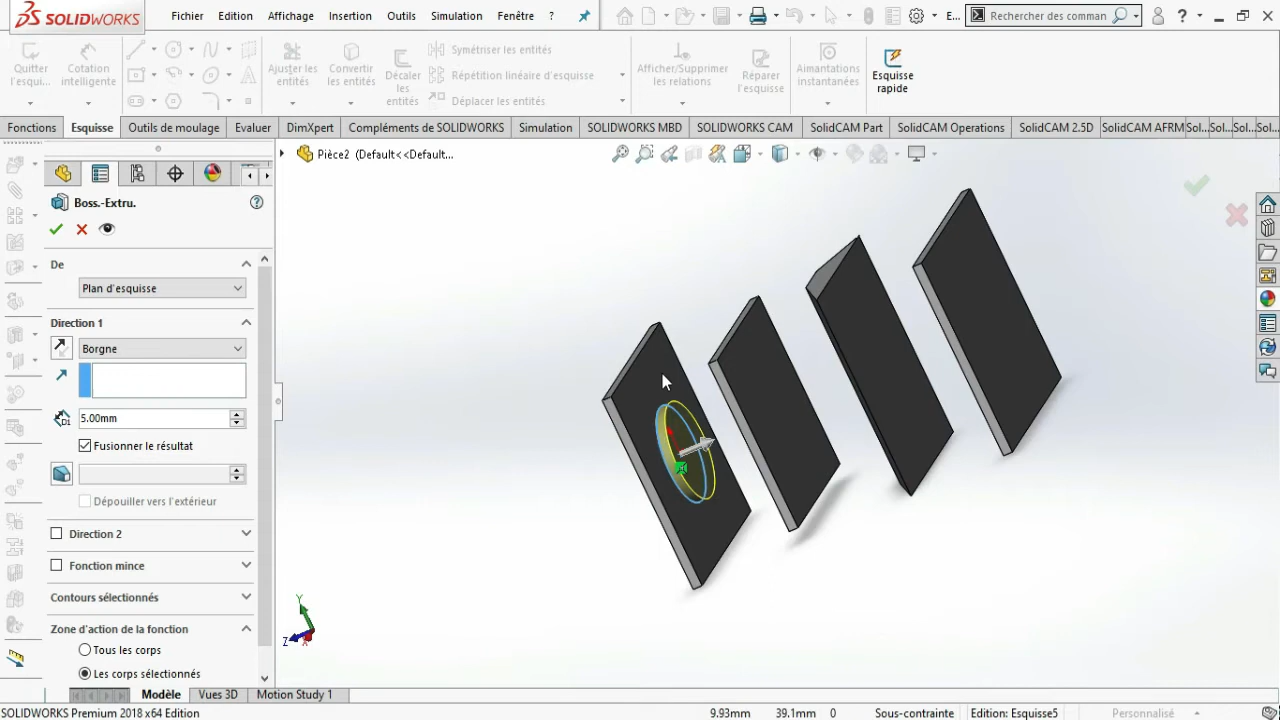 SOLIDWORKS
Fichier Edition Affichage Insertion Outils Simulation Fenêtre ?
E... Rechercher des comman ?
Quitter l'esqui... Cotation intelligente
Ajuster les entités Convertir les entités Décaler les entités
Symétriser les entités
Répétition linéaire d'esquisse
Déplacer les entités
Afficher/Supprimer les relations Réparer l'esquisse Aimantations instantanées Esquisse rapide
Fonctions Esquisse Outils de moulage Evaluer DimXpert Compléments de SOLIDWORKS Simulation SOLIDWORKS MBD SOLIDWORKS CAM SolidCAM Part SolidCAM Operations SolidCAM 2.5D SolidCAM AFRM Sol... Sol... Sol... Sol...
Pièce2 (Default<<Default...
Boss.-Extru.
De
Plan d'esquisse
Direction 1
Borgne
D1
5.00mm
Fusionner le résultat
Dépouiller vers l'extérieur
Direction 2
Fonction mince
Contours sélectionnés
Zone d'action de la fonction
Tous les corps
Les corps sélectionnés
Y
Z
X
Modèle Vues 3D Motion Study 1
SOLIDWORKS Premium 2018 x64 Edition 9.93mm 39.1mm 0 Sous-contrainte Edition: Esquisse5 Personnalisé